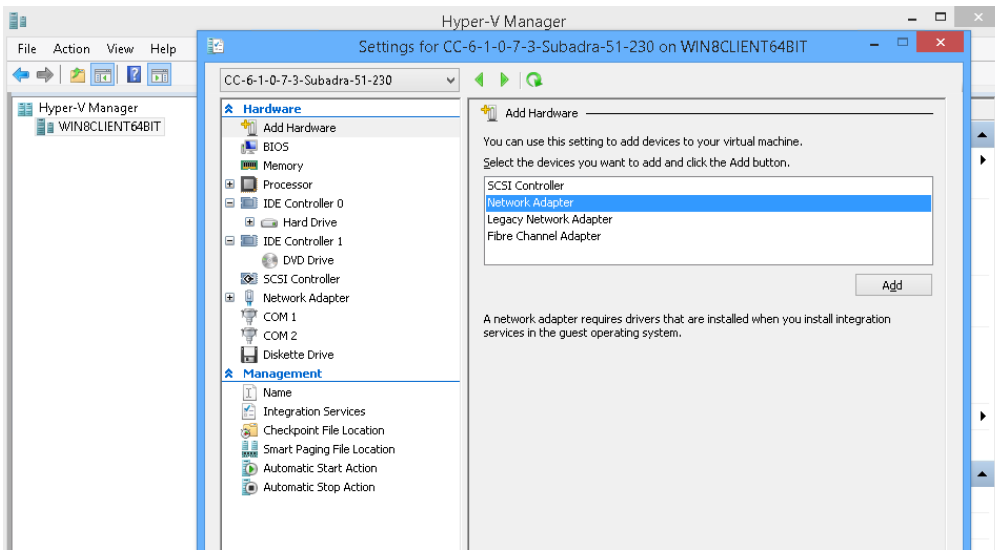 Hyper-V Manager
File Action View Help
Hyper-V Manager
WIN8CLIENT64BIT
Settings for CC-6-1-0-7-3-Subadra-51-230 on WIN8CLIENT64BIT
CC-6-1-0-7-3-Subadra-51-230
Hardware
Add Hardware
BIOS
Memory
Processor
IDE Controller 0
Hard Drive
IDE Controller 1
DVD Drive
SCSI Controller
Network Adapter
COM 1
COM 2
Diskette Drive
Management
Name
Integration Services
Checkpoint File Location
Smart Paging File Location
Automatic Start Action
Automatic Stop Action
Add Hardware
You can use this setting to add devices to your virtual machine.
Select the devices you want to add and click the Add button.
SCSI Controller
Network Adapter
Legacy Network Adapter
Fibre Channel Adapter
Add
A network adapter requires drivers that are installed when you install integration
services in the guest operating system.